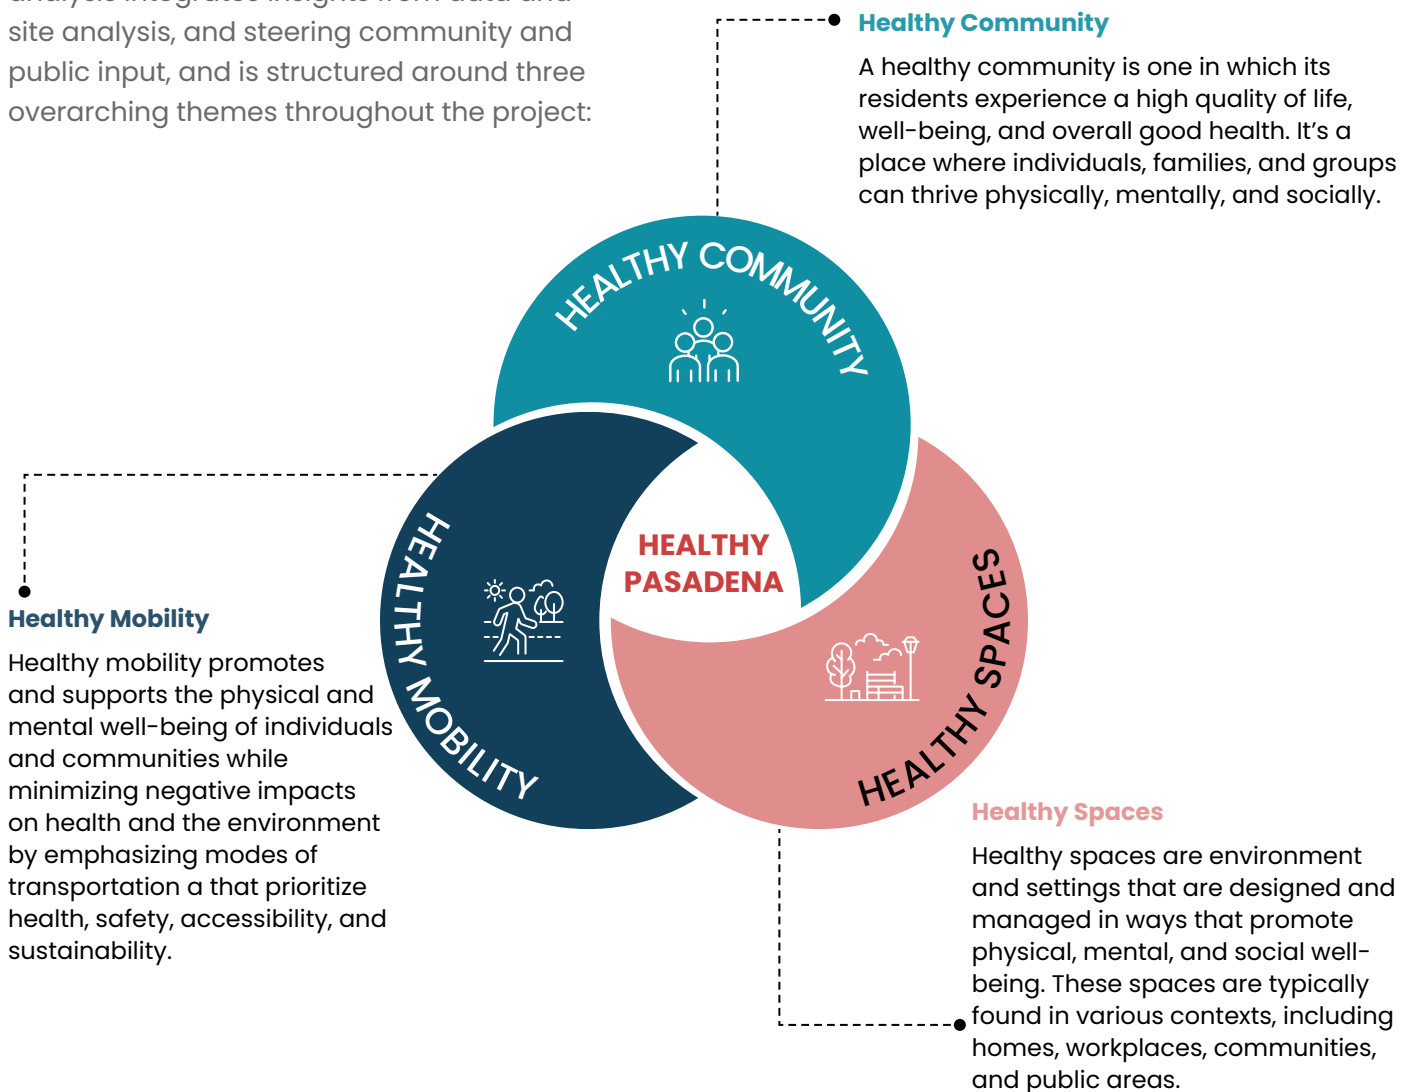 analysis integrates insights from data and
site analysis, and steering community and
public input, and is structured around three
overarching themes throughout the project:
Healthy Community
A healthy community is one in which its
residents experience a high quality of life,
well-being, and overall good health. It's a
place where individuals, families, and groups
can thrive physically, mentally, and socially.
HEALTHY COMMUNITY
HEALTHY MOBILITY
HEALTHY
PASADENA
HEALTHY SPACES
Healthy Mobility
Healthy mobility promotes
and supports the physical and
mental well-being of individuals
and communities while
minimizing negative impacts
on health and the environment
by emphasizing modes of
transportation a that prioritize
health, safety, accessibility, and
sustainability.
Healthy Spaces
Healthy spaces are environment
and settings that are designed and
managed in ways that promote
physical, mental, and social well-
being. These spaces are typically
found in various contexts, including
homes, workplaces, communities,
and public areas.